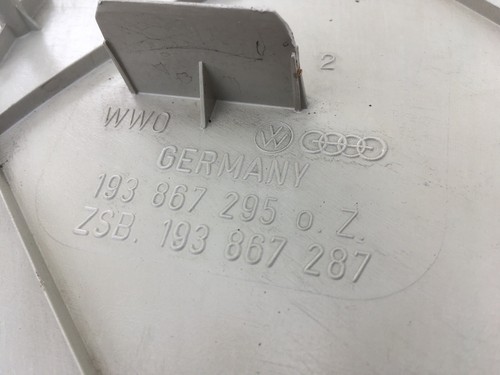 2
WWO
GERMANY
193 867 295 o. Z.
ZSB. 193 867 287